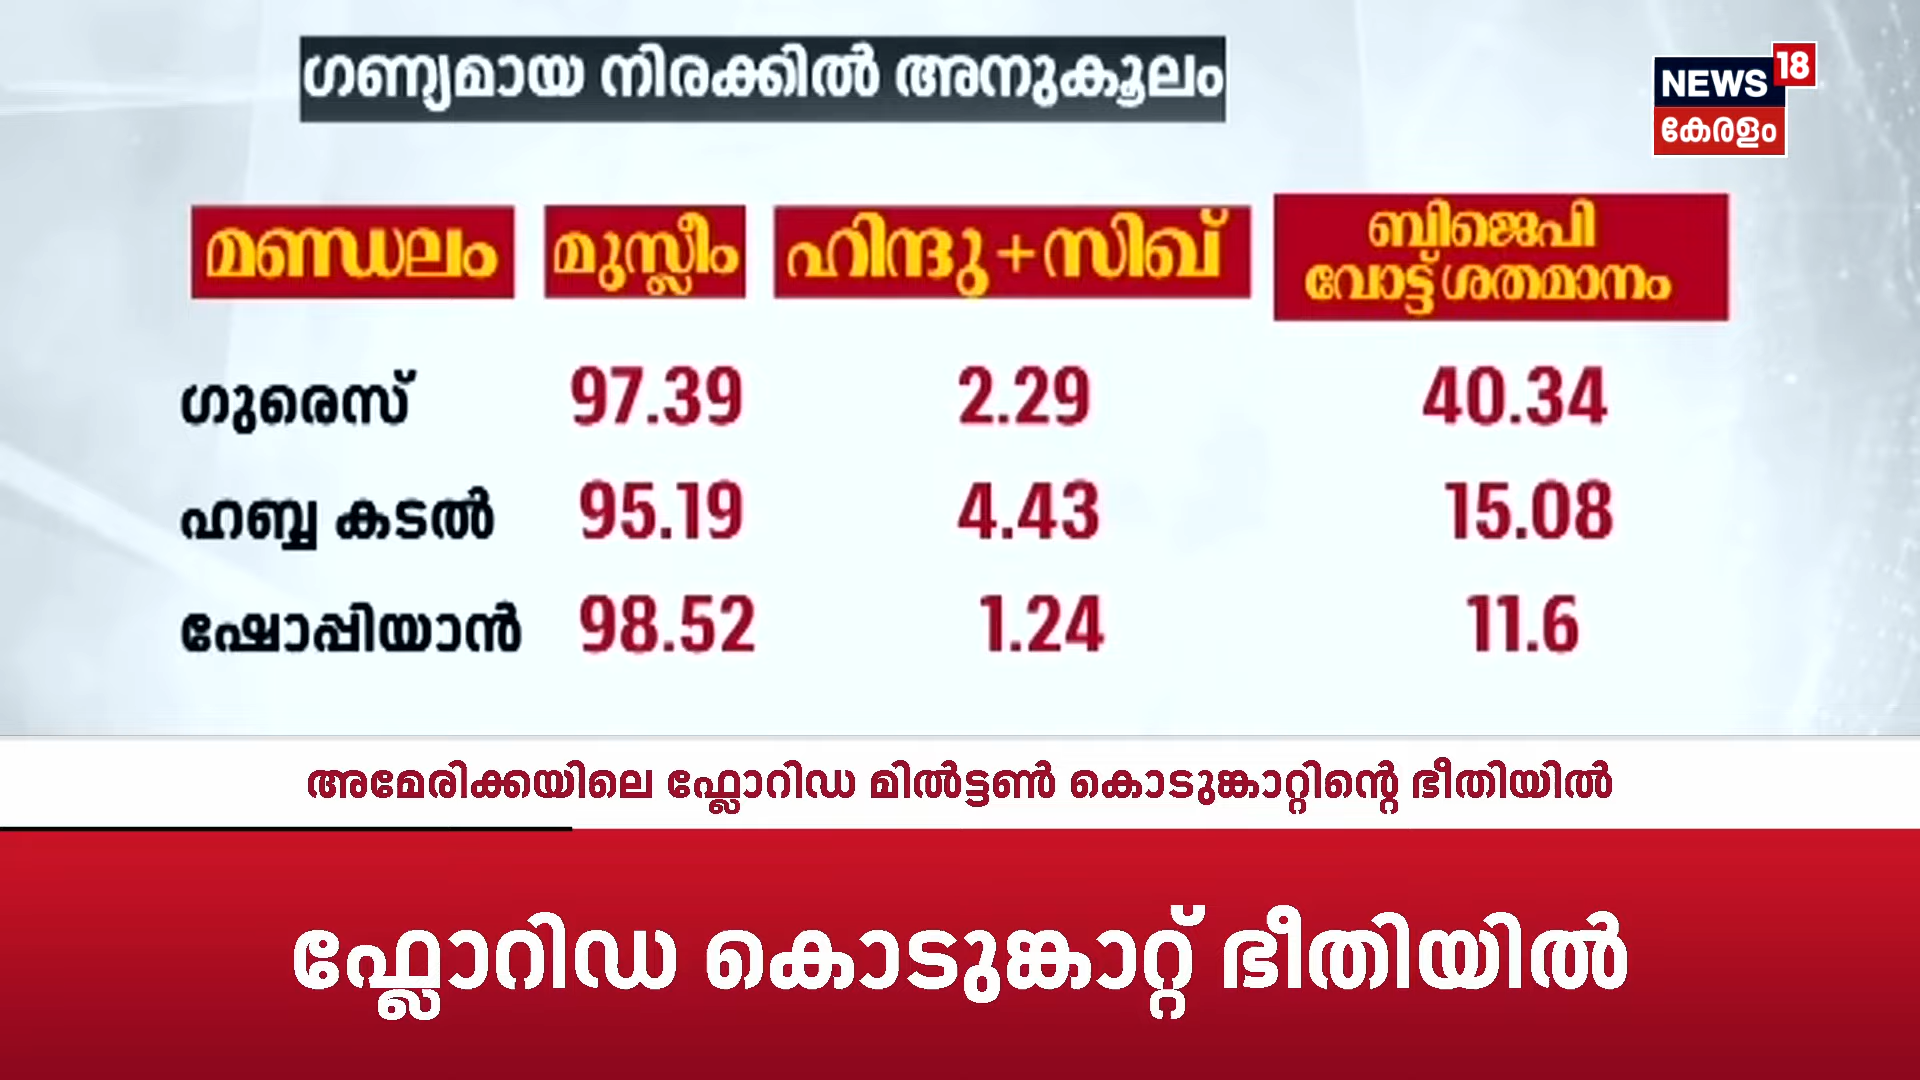 ഗണ്യമായ നിരക്കിൽ അനുകൂലം
NEWS 18
കേരളം
മണ്ഡലം മുസ്ലീം ഹിന്ദു+സിഖ് ബിജെപി
വോട്ട് ശതമാനം
ഗുരെസ് 97.39 2.29 40.34
ഹബ്ബ കടൽ 95.19 4.43 15.08
ഷോപ്പിയാൻ 98.52 1.24 11.6
അമേരിക്കയിലെ ഫ്ലോറിഡ മിൽട്ടൺ കൊടുങ്കാറ്റിന്റെ ഭീതിയിൽ
ഫ്ലോറിഡ കൊടുങ്കാറ്റ് ഭീതിയിൽ